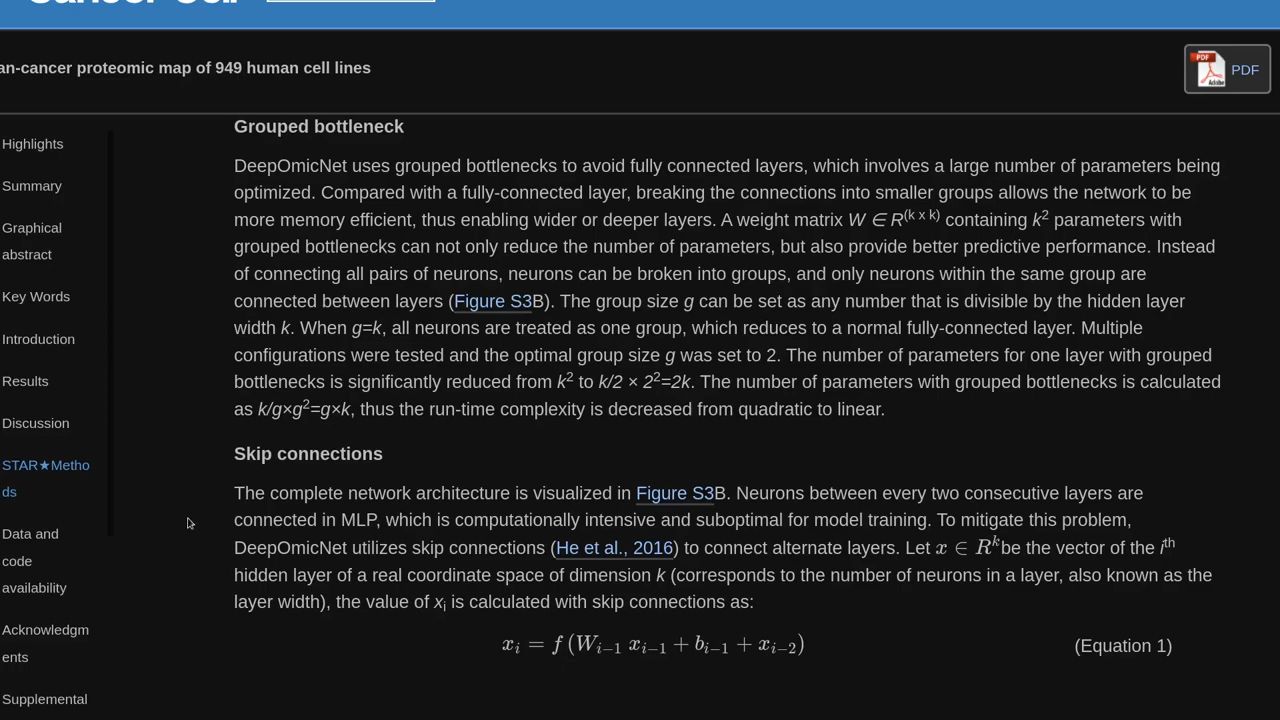 an-cancer proteomic map of 949 human cell lines
PDF
Highlights
Summary
Graphical
abstract
Key Words
Introduction
Results
Discussion
STAR★Metho
ds
Data and
code
availability
Acknowledgm
ents
Supplemental
Grouped bottleneck
DeepOmicNet uses grouped bottlenecks to avoid fully connected layers, which involves a large number of parameters being
optimized. Compared with a fully-connected layer, breaking the connections into smaller groups allows the network to be
more memory efficient, thus enabling wider or deeper layers. A weight matrix W ∈ R^(k x k) containing k² parameters with
grouped bottlenecks can not only reduce the number of parameters, but also provide better predictive performance. Instead
of connecting all pairs of neurons, neurons can be broken into groups, and only neurons within the same group are
connected between layers (Figure S3B). The group size g can be set as any number that is divisible by the hidden layer
width k. When g=k, all neurons are treated as one group, which reduces to a normal fully-connected layer. Multiple
configurations were tested and the optimal group size g was set to 2. The number of parameters for one layer with grouped
bottlenecks is significantly reduced from k² to k/2 × 2²=2k. The number of parameters with grouped bottlenecks is calculated
as k/g×g²=g×k, thus the run-time complexity is decreased from quadratic to linear.
Skip connections
The complete network architecture is visualized in Figure S3B. Neurons between every two consecutive layers are
connected in MLP, which is computationally intensive and suboptimal for model training. To mitigate this problem,
DeepOmicNet utilizes skip connections (He et al., 2016) to connect alternate layers. Let x ∈ R^k be the vector of the i^th
hidden layer of a real coordinate space of dimension k (corresponds to the number of neurons in a layer, also known as the
layer width), the value of x_i is calculated with skip connections as:
x_i = f (W_{i−1} x_{i−1} + b_{i−1} + x_{i−2}) (Equation 1)